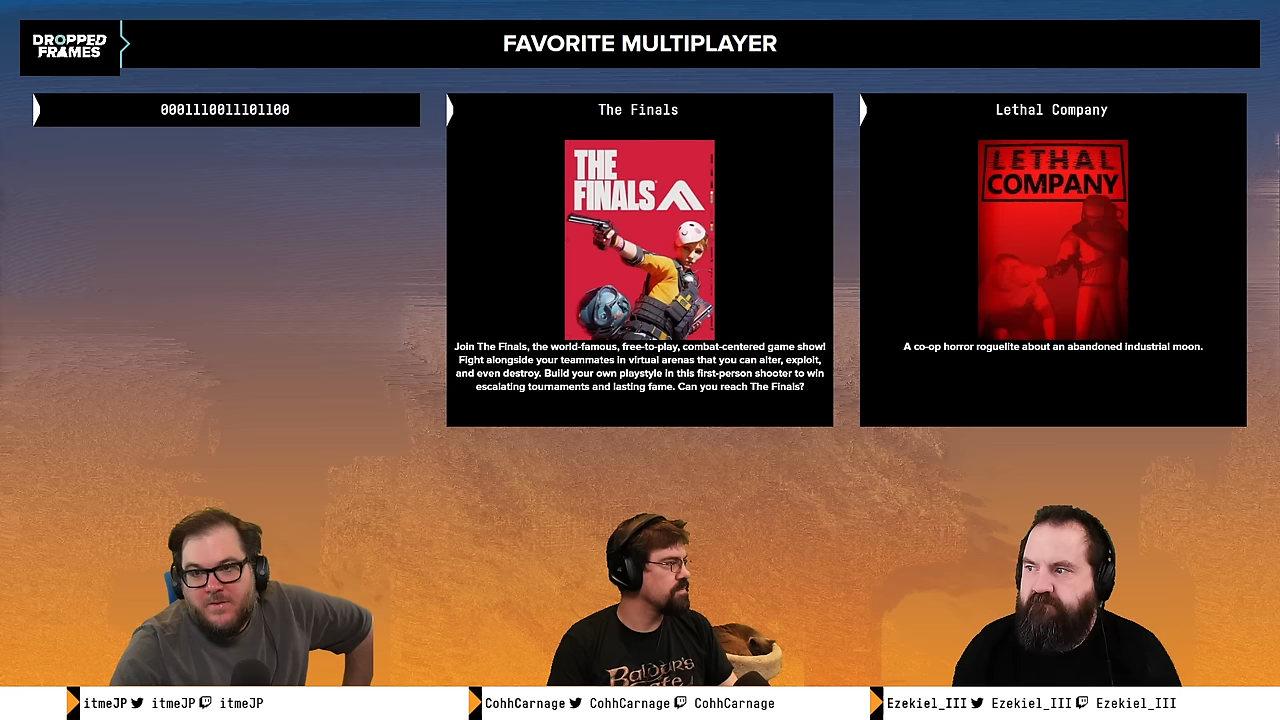 DROPPED
FRAMES
FAVORITE MULTIPLAYER
0001110011101100
The Finals
THE
FINALS
Join The Finals, the world-famous, free-to-play, combat-centered game show!
Fight alongside your teammates in virtual arenas that you can alter, exploit,
and even destroy. Build your own playstyle in this first-person shooter to win
escalating tournaments and lasting fame. Can you reach The Finals?
Lethal Company
LETHAL
COMPANY
A co-op horror roguelite about an abandoned industrial moon.
BALDUR'S
GATE
itmeJP itmeJP itmeJP
CohhCarnage CohhCarnage CohhCarnage
Ezekiel_III Ezekiel_III Ezekiel_III